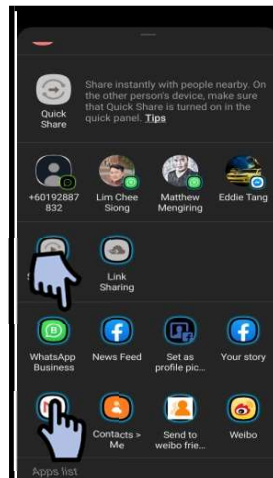 Share instantly with people nearby. On
the other person's device, make sure
that Quick Share is turned on in the
quick panel. Tips
Quick
Share
+60192887
832
Lim Chee
Siong
Matthew
Mengiring
Eddie Tang
Link
Sharing
WhatsApp
Business
News Feed
Set as
profile pic...
Your story
Contacts >
Me
Send to
weibo frie...
Weibo
Apps list